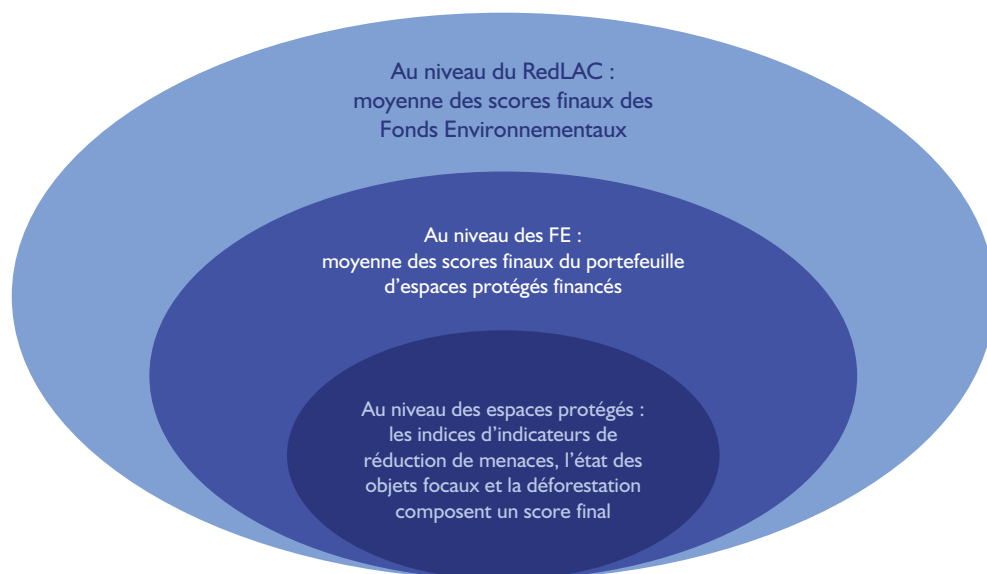 Au niveau du RedLAC :
moyenne des scores finaux des
Fonds Environnementaux
Au niveau des FE :
moyenne des scores finaux du portefeuille
d’espaces protégés financés
Au niveau des espaces protégés :
les indices d’indicateurs de
réduction de menaces, l’état des
objets focaux et la déforestation
composent un score final